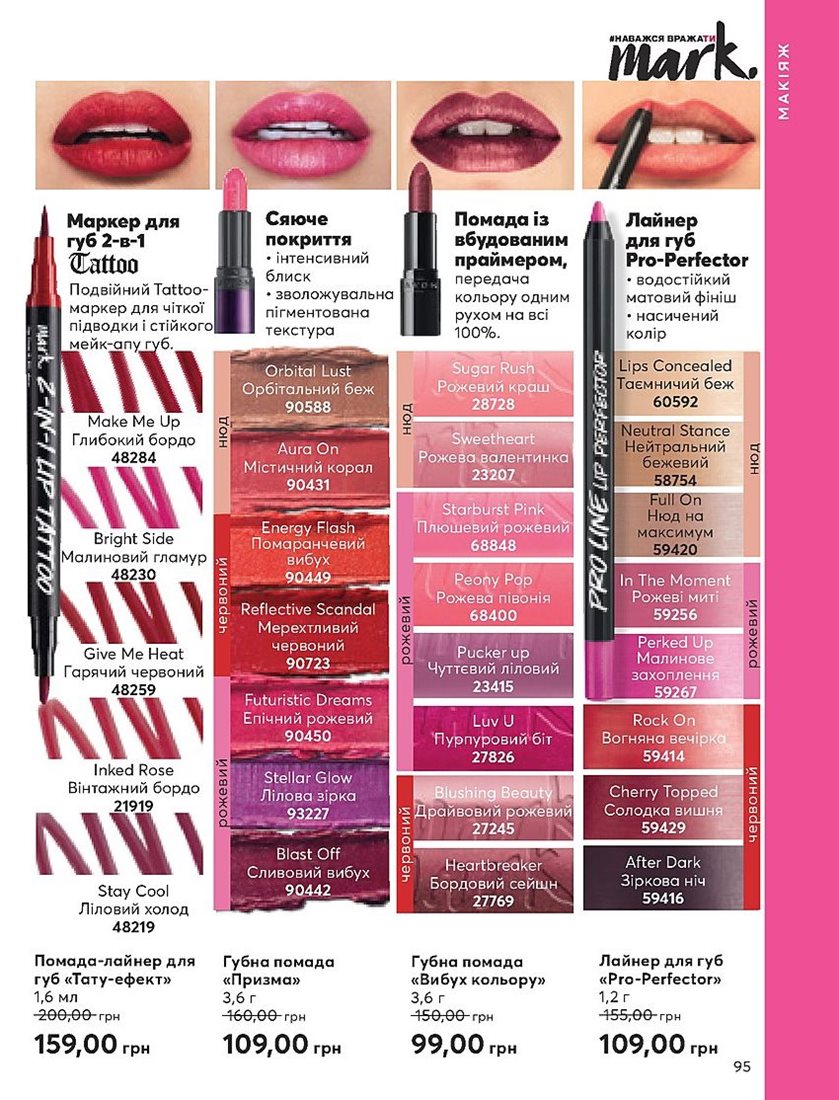 #НАВАЖСЯ ВРАЖАТИ
mark.
МАКІЯЖ
Маркер для
губ 2-в-1
Tattoo
Подвійний Tattoo-
маркер для чіткої
підводки і стійкого
мейк-апу губ.
mark. 2-IN-1 LIP TATTOO
Make Me Up
Глибокий бордо
48284
Bright Side
Малиновий гламур
48230
Give Me Heat
Гарячий червоний
48259
Inked Rose
Вінтажний бордо
21919
Stay Cool
Ліловий холод
48219
Помада-лайнер для
губ «Тату-ефект»
1,6 мл
200,00 грн
159,00 грн
Сяюче
покриття
• інтенсивний
блиск
• зволожувальна
пігментована
текстура
нюд
Orbital Lust
Орбітальний беж
90588
Aura On
Містичний корал
90431
червоний
Energy Flash
Помаранчевий
вибух
90449
Reflective Scandal
Мерехтливий
червоний
90723
рожевий
Futuristic Dreams
Епічний рожевий
90450
Stellar Glow
Лілова зірка
93227
Blast Off
Сливовий вибух
90442
Губна помада
«Призма»
3,6 г
160,00 грн
109,00 грн
Помада із
вбудованим
праймером,
передача
кольору одним
рухом на всі
100%.
AVON
нюд
Sugar Rush
Рожевий краш
28728
Sweetheart
Рожева валентинка
23207
рожевий
Starburst Pink
Плюшевий рожевий
68848
Peony Pop
Рожева півонія
68400
Pucker up
Чуттєвий ліловий
23415
Luv U
Пурпуровий біт
27826
червоний
Blushing Beauty
Драйвовий рожевий
27245
Heartbreaker
Бордовий сейшн
27769
Губна помада
«Вибух кольору»
3,6 г
150,00 грн
99,00 грн
Лайнер
для губ
Pro-Perfector
• водостійкий
матовий фініш
• насичений
колір
PRO LINE LIP PERFECTOR
нюд
Lips Concealed
Таємничий беж
60592
Neutral Stance
Нейтральний
бежевий
58754
Full On
Нюд на
максимум
59420
рожевий
In The Moment
Рожеві миті
59256
Perked Up
Малинове
захоплення
59267
червоний
Rock On
Вогняна вечірка
59414
Cherry Topped
Солодка вишня
59429
After Dark
Зіркова ніч
59416
Лайнер для губ
«Pro-Perfector»
1,2 г
155,00 грн
109,00 грн
95